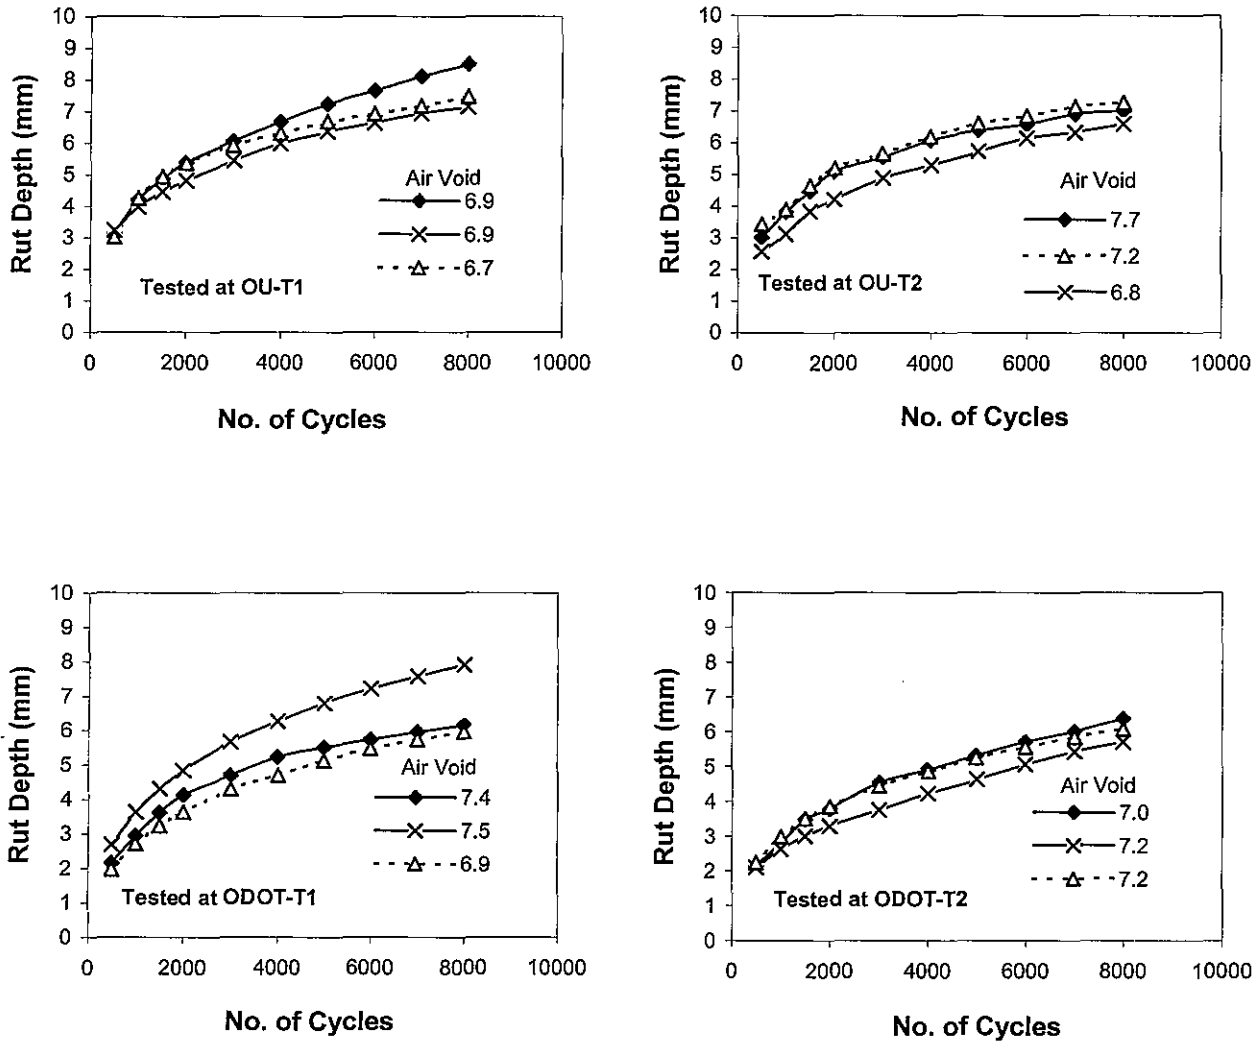 10
9
8
7
6
5
4
3
2
1
0
Rut Depth (mm)
Air Void
6.9
6.9
6.7
Tested at OU-T1
0 2000 4000 6000 8000 10000
No. of Cycles
10
9
8
7
6
5
4
3
2
1
0
Rut Depth (mm)
Air Void
7.7
7.2
6.8
Tested at OU-T2
0 2000 4000 6000 8000 10000
No. of Cycles
10
9
8
7
6
5
4
3
2
1
0
Rut Depth (mm)
Air Void
7.4
7.5
6.9
Tested at ODOT-T1
0 2000 4000 6000 8000 10000
No. of Cycles
10
9
8
7
6
5
4
3
2
1
0
Rut Depth (mm)
Air Void
7.0
7.2
7.2
Tested at ODOT-T2
0 2000 4000 6000 8000 10000
No. of Cycles